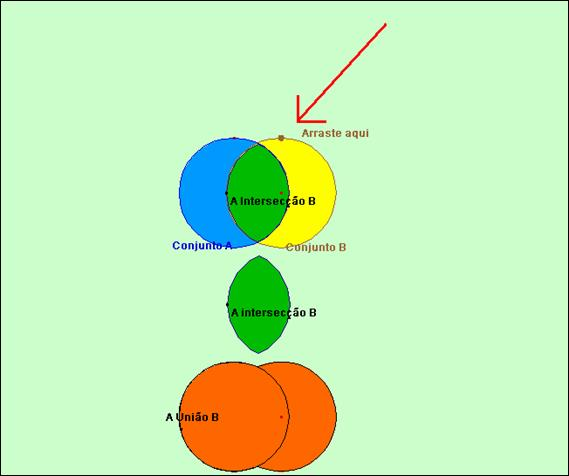 Arraste aqui
A intersecção B
Conjunto A
Conjunto B
A intersecção B
A União B